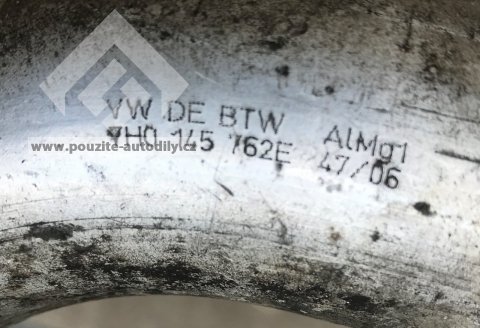 VW DE BTW AlMg1
7H0 145 762E 47/06
www.pouzite-autodily.cz